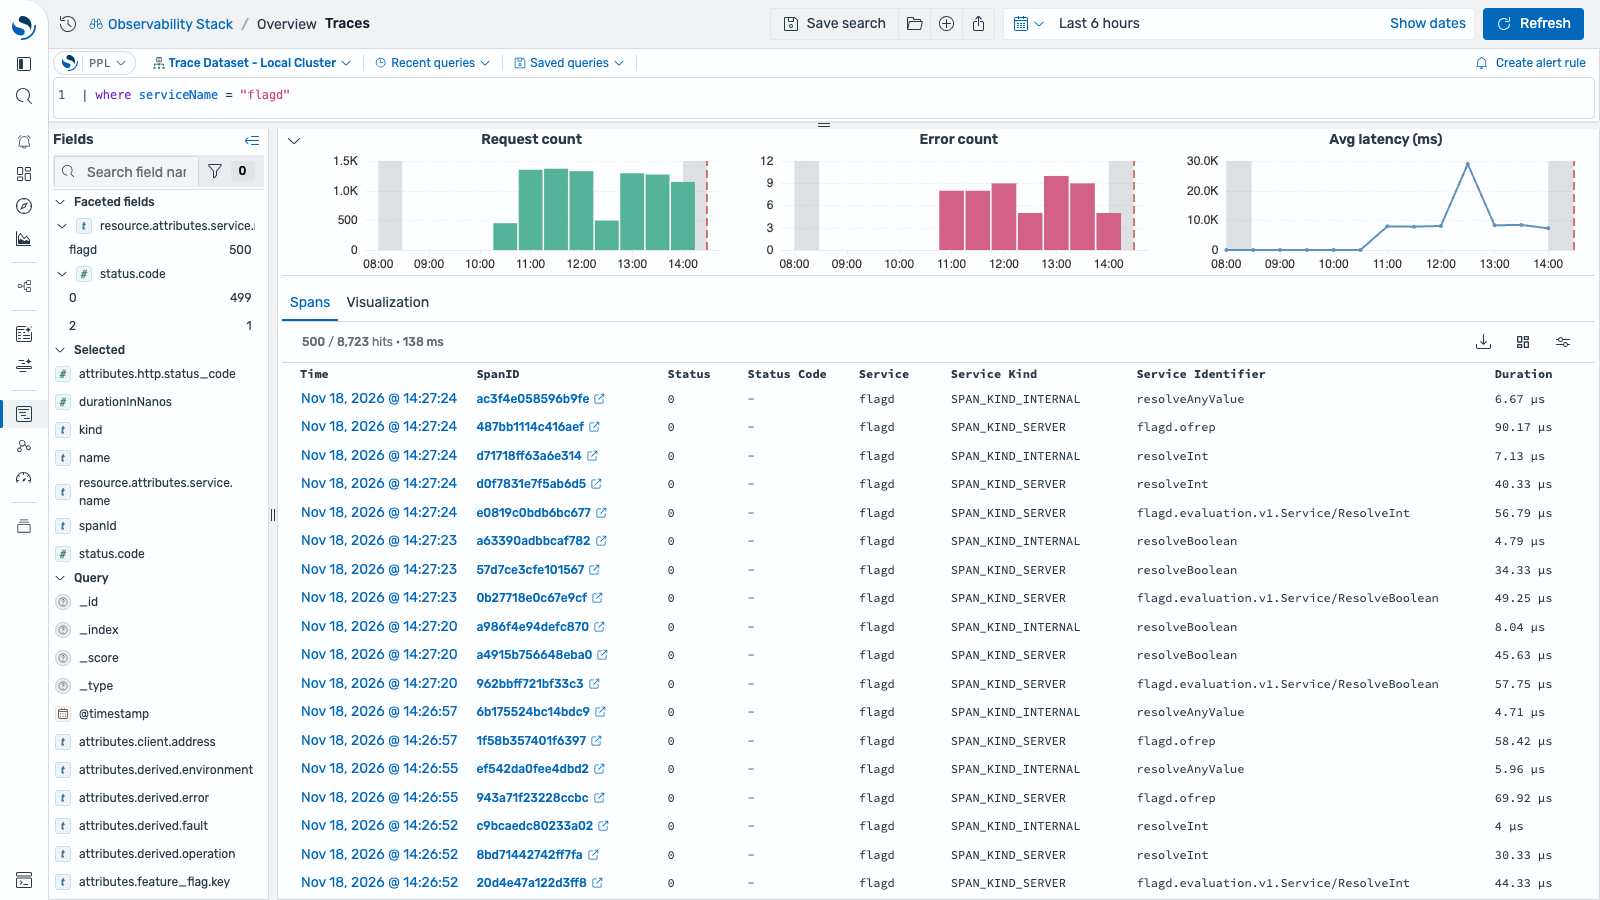 Observability Stack / Overview Traces
Save search
Last 6 hours
Show dates
Refresh
PPL
Trace Dataset - Local Cluster
Recent queries
Saved queries
Create alert rule
1 | where serviceName = "flagd"
Fields
Search field nar
0
Faceted fields
t resource.attributes.service.
flagd 500
# status.code
0 499
2 1
Selected
# attributes.http.status_code
# durationInNanos
t kind
t name
t resource.attributes.service.
name
t spanId
# status.code
Query
? _id
? _index
? _score
? _type
@timestamp
t attributes.client.address
t attributes.derived.environment
t attributes.derived.error
t attributes.derived.fault
t attributes.derived.operation
t attributes.feature_flag.key
Request count
1.5K
1.0K
500
0
08:00 09:00 10:00 11:00 12:00 13:00 14:00
Error count
12
9
6
3
0
08:00 09:00 10:00 11:00 12:00 13:00 14:00
Avg latency (ms)
30.0K
20.0K
10.0K
0
08:00 09:00 10:00 11:00 12:00 13:00 14:00
Spans Visualization
500 / 8,723 hits • 138 ms
Time SpanID Status Status Code Service Service Kind Service Identifier Duration
Nov 18, 2026 @ 14:27:24 ac3f4e058596b9fe 0 – flagd SPAN_KIND_INTERNAL resolveAnyValue 6.67 µs
Nov 18, 2026 @ 14:27:24 487bb1114c416aef 0 – flagd SPAN_KIND_SERVER flagd.ofrep 90.17 µs
Nov 18, 2026 @ 14:27:24 d71718ff63a6e314 0 – flagd SPAN_KIND_INTERNAL resolveInt 7.13 µs
Nov 18, 2026 @ 14:27:24 d0f7831e7f5ab6d5 0 – flagd SPAN_KIND_SERVER resolveInt 40.33 µs
Nov 18, 2026 @ 14:27:24 e0819c0bdb6bc677 0 – flagd SPAN_KIND_SERVER flagd.evaluation.v1.Service/ResolveInt 56.79 µs
Nov 18, 2026 @ 14:27:23 a63390adbbcaf782 0 – flagd SPAN_KIND_INTERNAL resolveBoolean 4.79 µs
Nov 18, 2026 @ 14:27:23 57d7ce3cfe101567 0 – flagd SPAN_KIND_SERVER resolveBoolean 34.33 µs
Nov 18, 2026 @ 14:27:23 0b27718e0c67e9cf 0 – flagd SPAN_KIND_SERVER flagd.evaluation.v1.Service/ResolveBoolean 49.25 µs
Nov 18, 2026 @ 14:27:20 a986f4e94defc870 0 – flagd SPAN_KIND_INTERNAL resolveBoolean 8.04 µs
Nov 18, 2026 @ 14:27:20 a4915b756648eba0 0 – flagd SPAN_KIND_SERVER resolveBoolean 45.63 µs
Nov 18, 2026 @ 14:27:20 962bbff721bf33c3 0 – flagd SPAN_KIND_SERVER flagd.evaluation.v1.Service/ResolveBoolean 57.75 µs
Nov 18, 2026 @ 14:26:57 6b175524bc14bdc9 0 – flagd SPAN_KIND_INTERNAL resolveAnyValue 4.71 µs
Nov 18, 2026 @ 14:26:57 1f58b357401f6397 0 – flagd SPAN_KIND_SERVER flagd.ofrep 58.42 µs
Nov 18, 2026 @ 14:26:55 ef542da0fee4dbd2 0 – flagd SPAN_KIND_INTERNAL resolveAnyValue 5.96 µs
Nov 18, 2026 @ 14:26:55 943a71f23228ccbc 0 – flagd SPAN_KIND_SERVER flagd.ofrep 69.92 µs
Nov 18, 2026 @ 14:26:52 c9bcaedc80233a02 0 – flagd SPAN_KIND_INTERNAL resolveInt 4 µs
Nov 18, 2026 @ 14:26:52 8bd71442742ff7fa 0 – flagd SPAN_KIND_SERVER resolveInt 30.33 µs
Nov 18, 2026 @ 14:26:52 20d4e47a122d3ff8 0 – flagd SPAN_KIND_SERVER flagd.evaluation.v1.Service/ResolveInt 44.33 µs